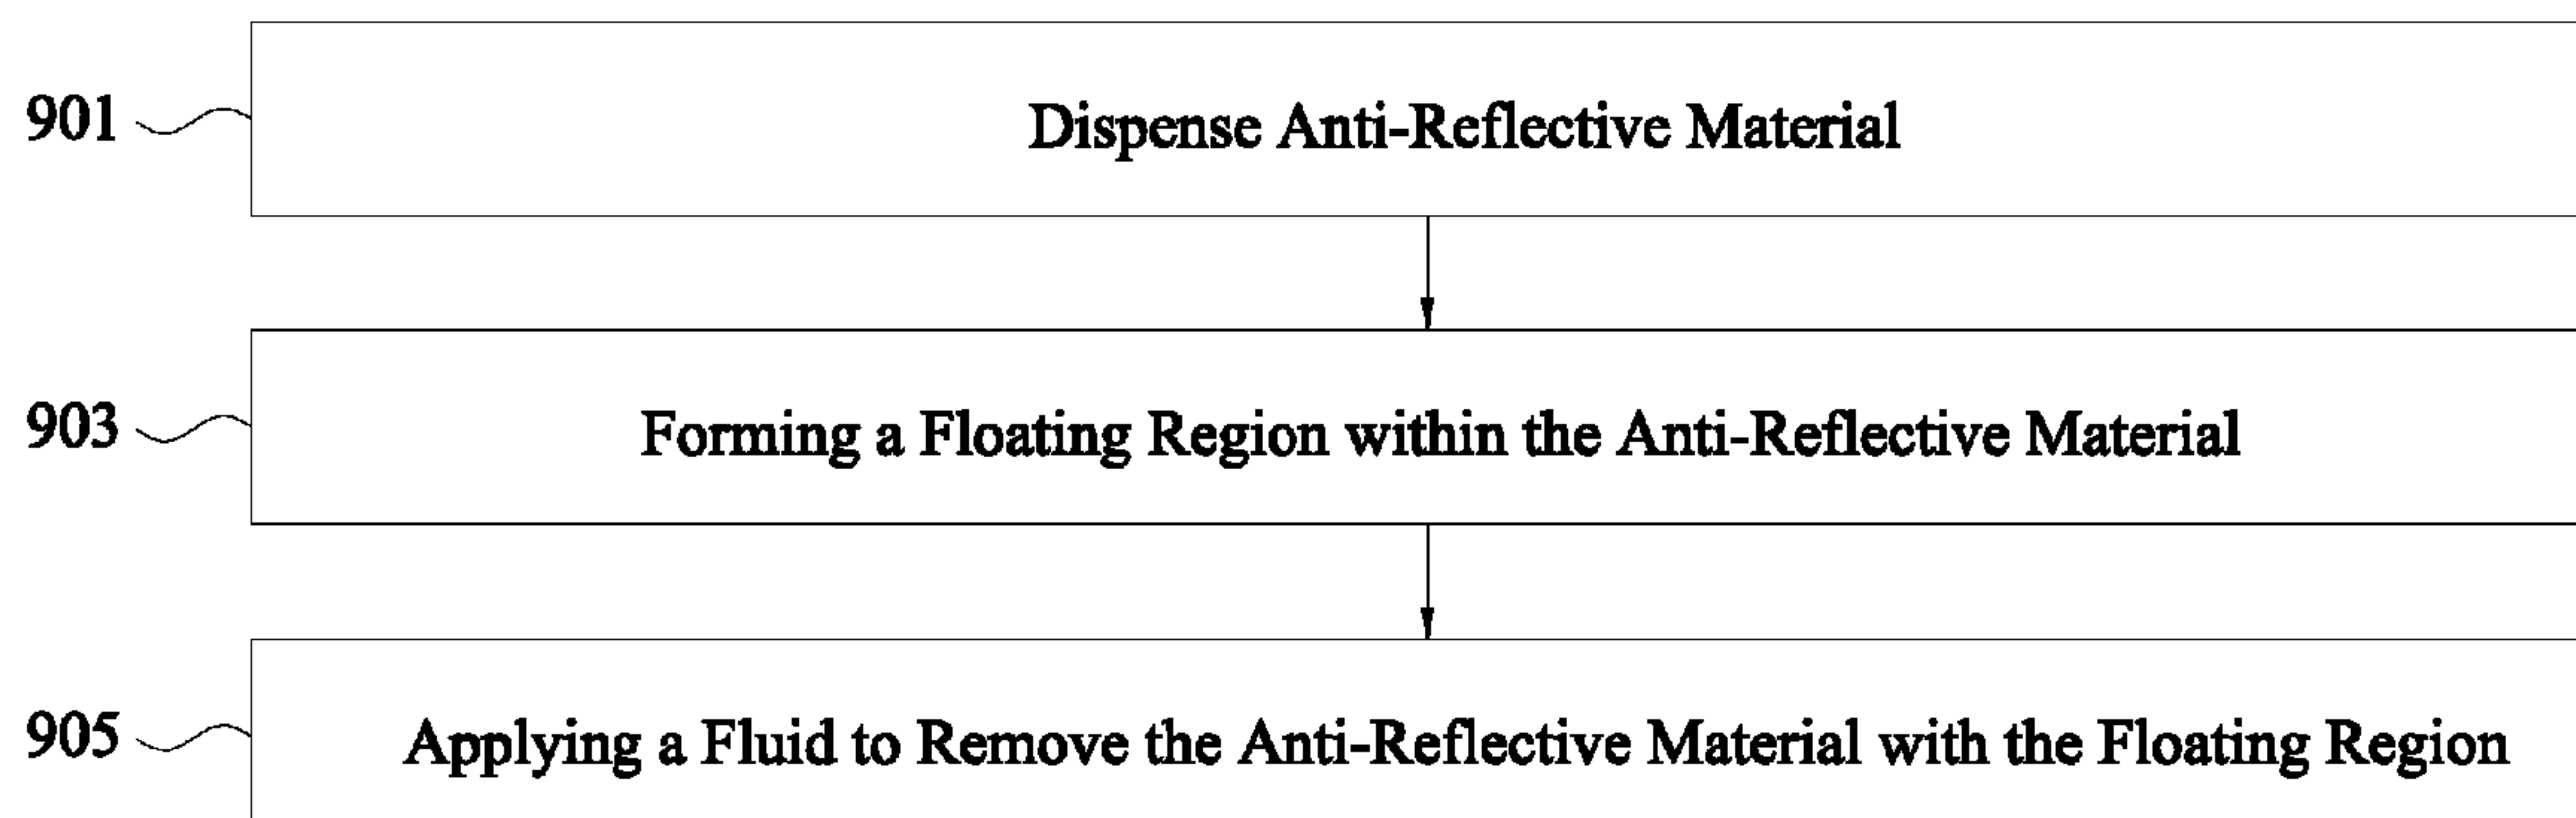 901 Dispense Anti-Reflective Material
903 Forming a Floating Region within the Anti-Reflective Material
905 Applying a Fluid to Remove the Anti-Reflective Material with the Floating Region